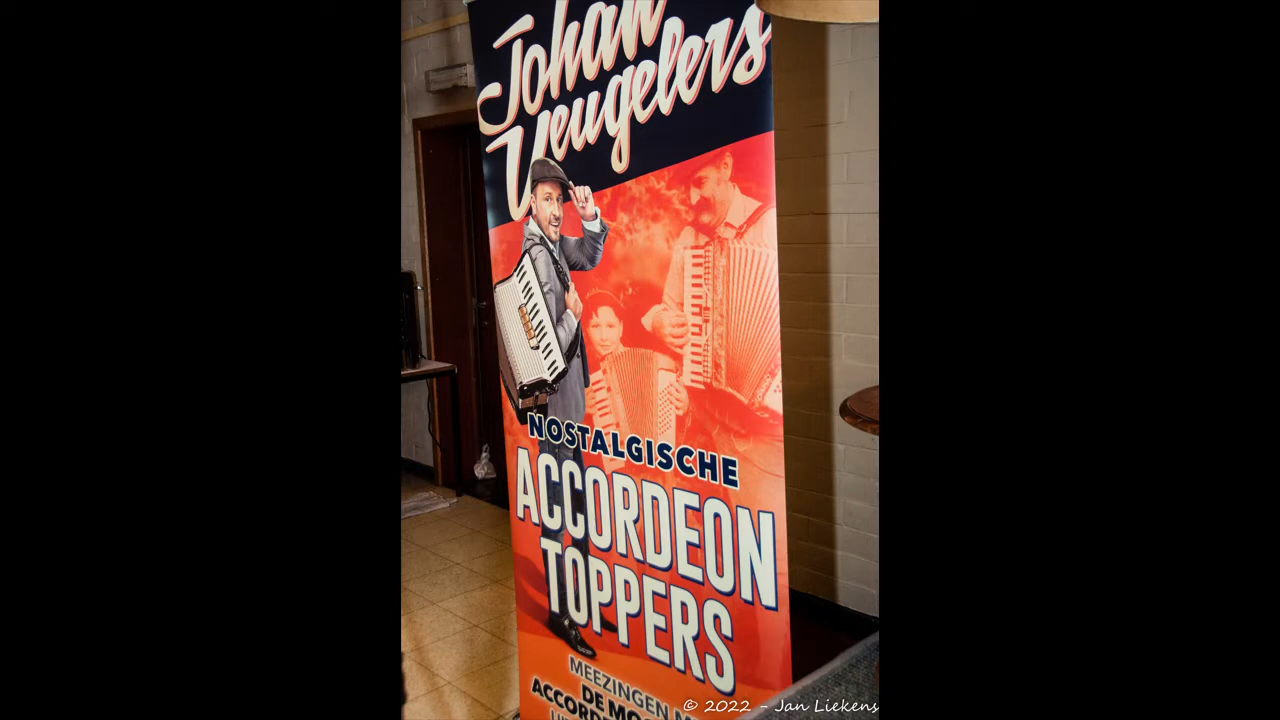 Johan
Veugelers
NOSTALGISCHE
ACCORDEON
TOPPERS
MEEZINGEN
DE
© 2022 - Jan Liekens